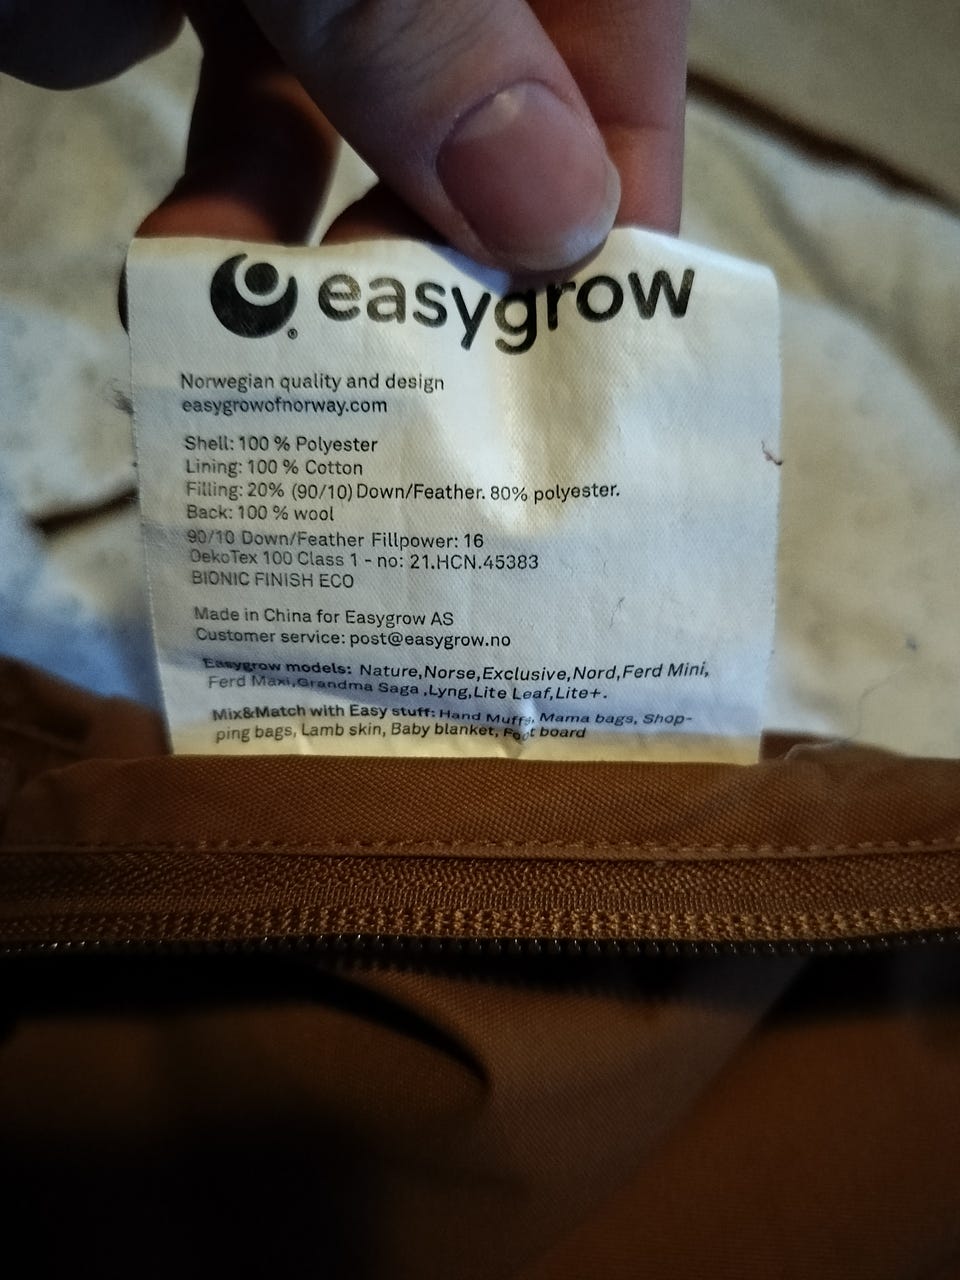 easygrow
®
Norwegian quality and design
easygrowofnorway.com
Shell: 100 % Polyester
Lining: 100 % Cotton
Filling: 20% (90/10) Down/Feather. 80% polyester.
Back: 100 % wool
90/10 Down/Feather Fillpower: 16
OekoTex 100 Class 1 - no: 21.HCN.45383
BIONIC FINISH ECO
Made in China for Easygrow AS
Customer service: post@easygrow.no
Easygrow models: Nature,Norse,Exclusive,Nord,Ferd Mini,
Ferd Maxi,Grandma Saga ,Lyng,Lite Leaf,Lite+.
Mix&Match with Easy stuff: Hand Muffs, Mama bags, Shop-
ping bags, Lamb skin, Baby blanket, Foot board